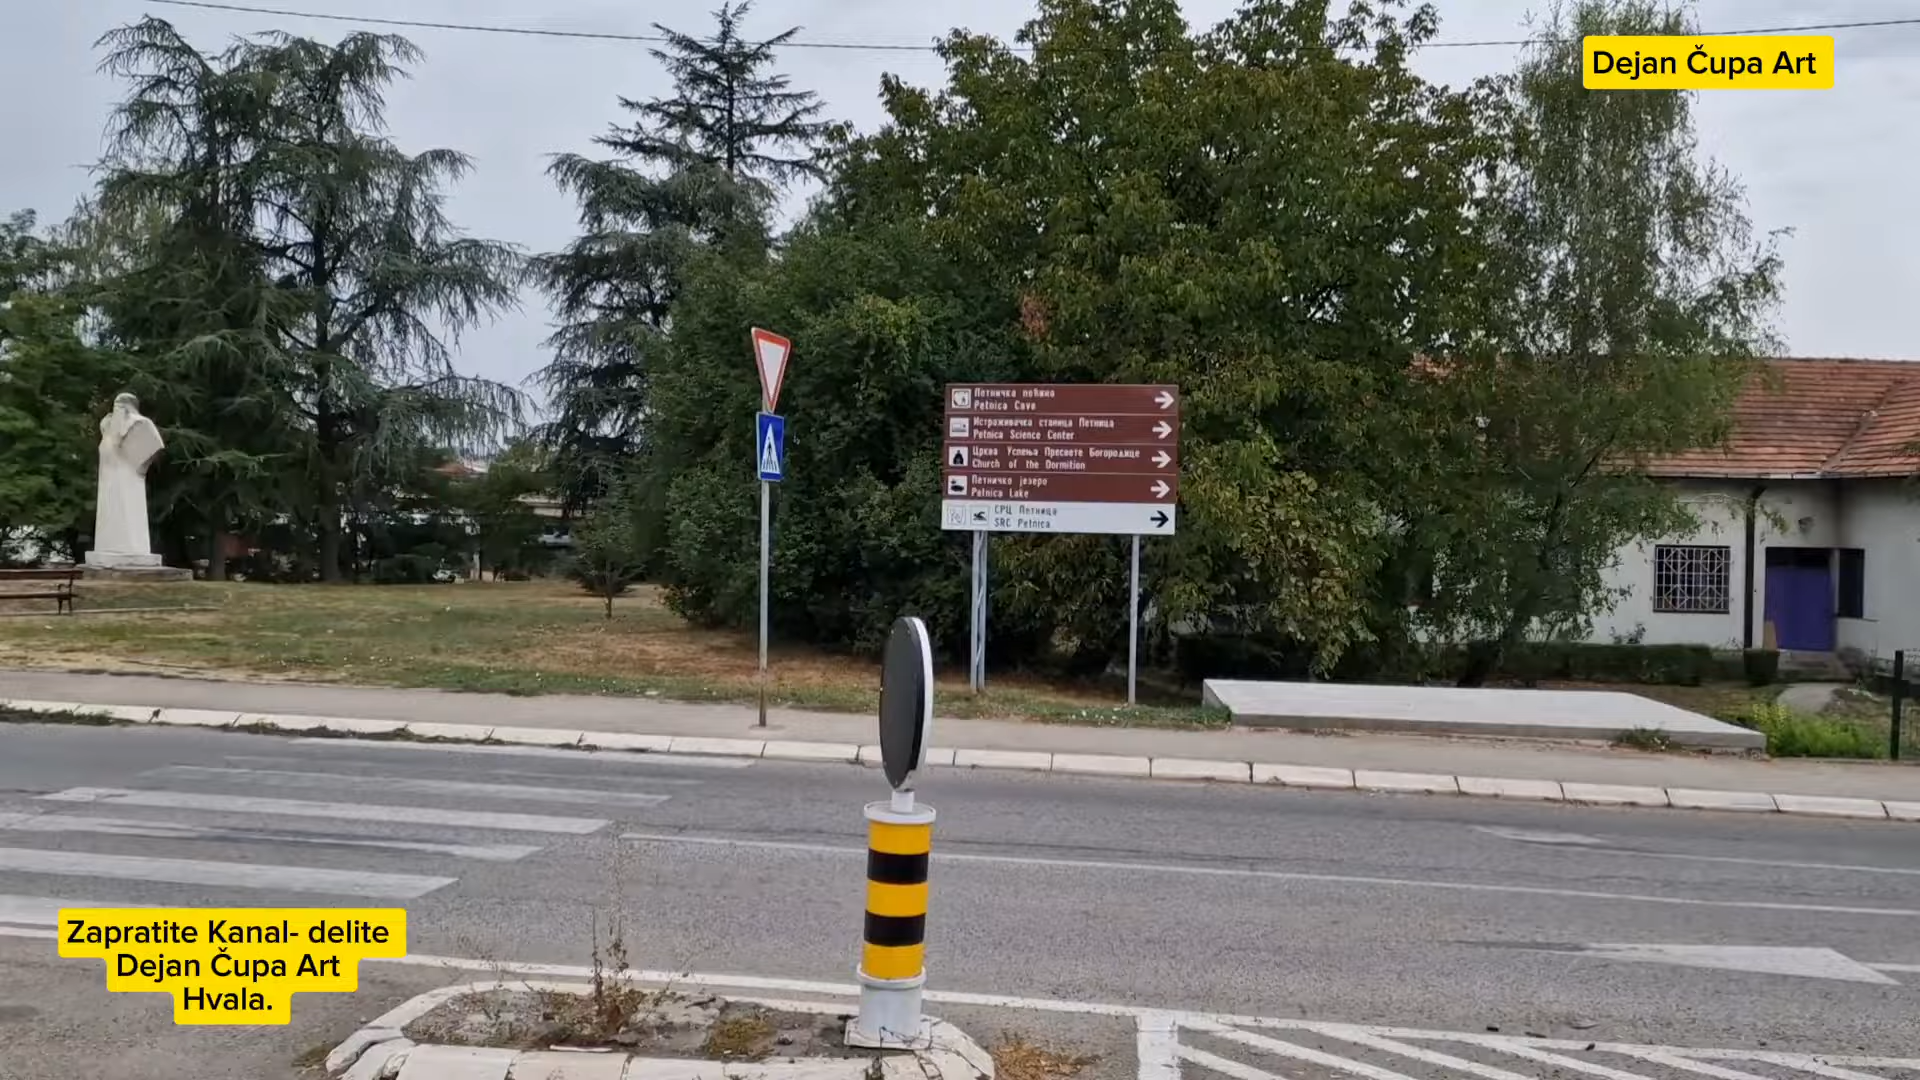 Dejan Čupa Art
Петничка пећина
Petnica Cave
Истраживачка станица Петница
Petnica Science Center
Црква Успења Пресвете Богородице
Church of the Dormition
Петничко језеро
Petnica Lake
СРЦ Петница
SRC Petnica
Zapratite Kanal- delite
Dejan Čupa Art
Hvala.